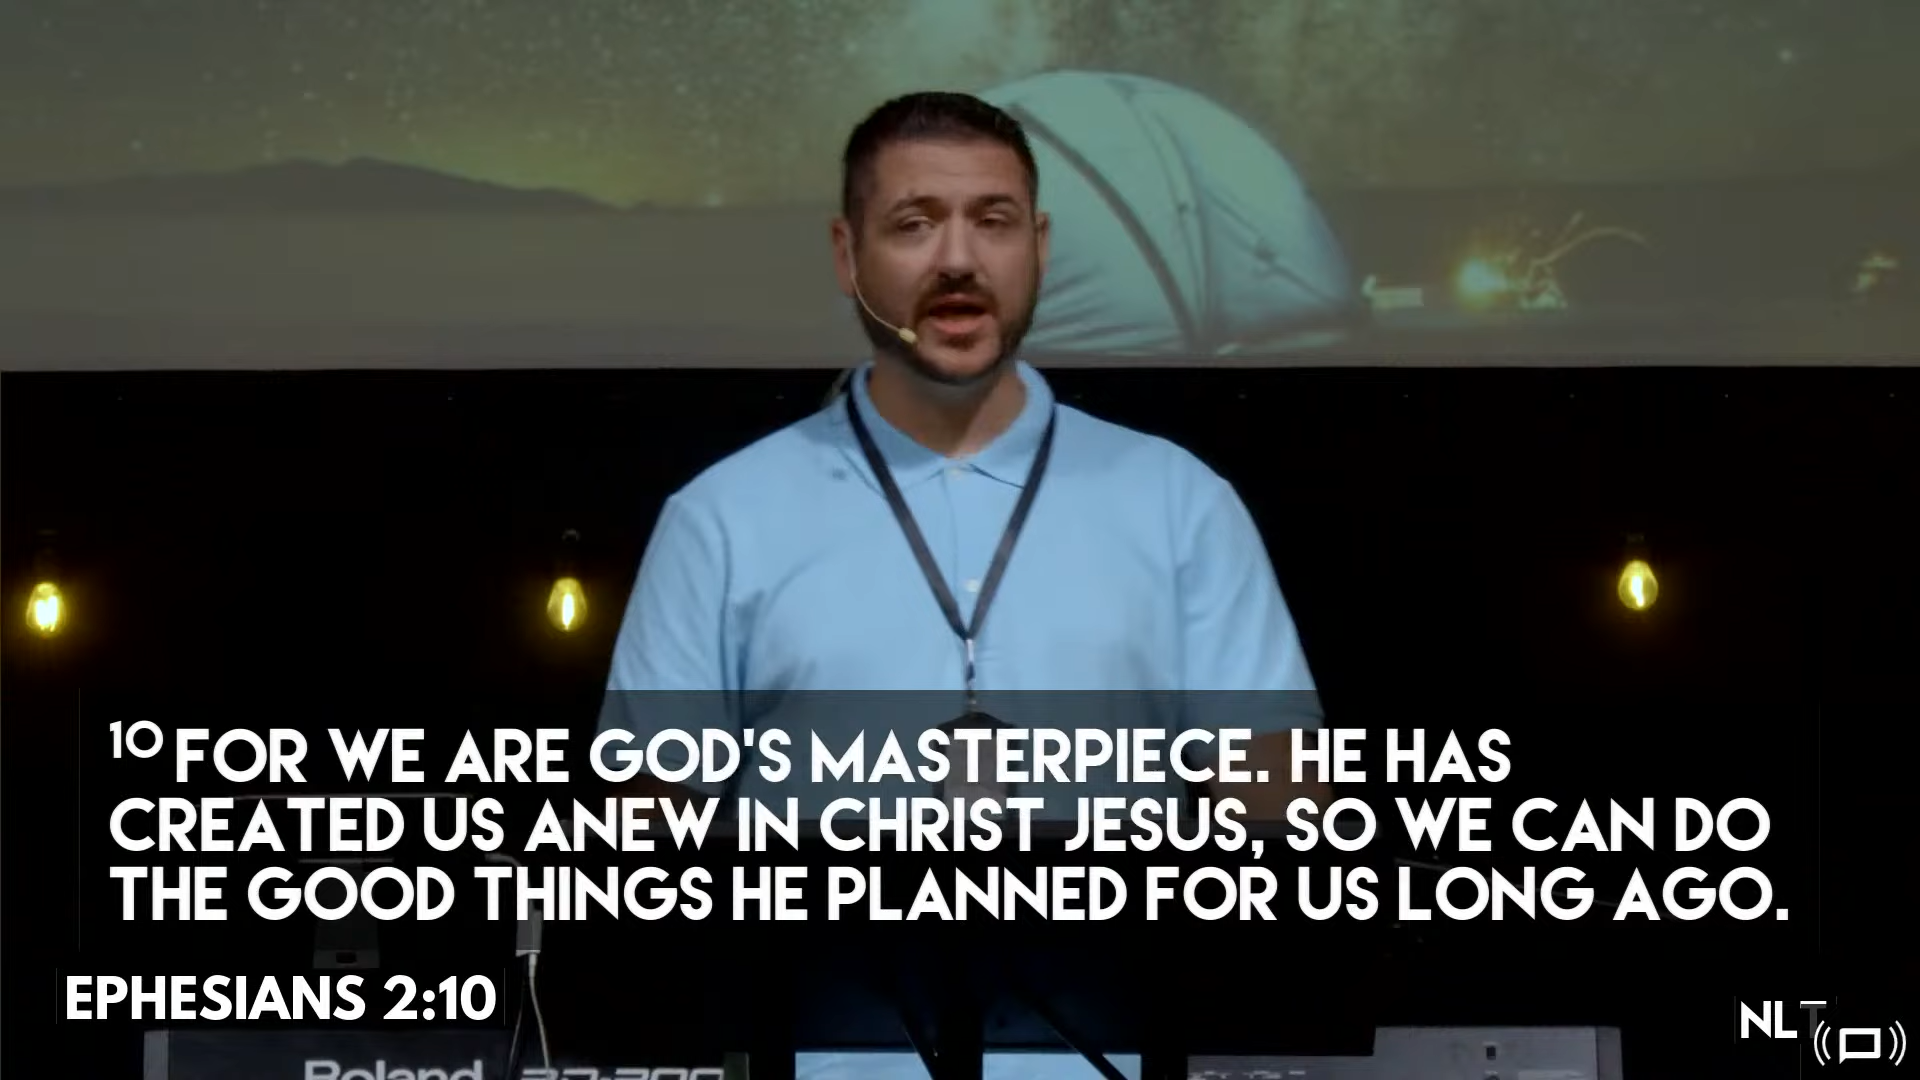 10 FOR WE ARE GOD'S MASTERPIECE. HE HAS
CREATED US ANEW IN CHRIST JESUS, SO WE CAN DO
THE GOOD THINGS HE PLANNED FOR US LONG AGO.
EPHESIANS 2:10
NLT
Roland